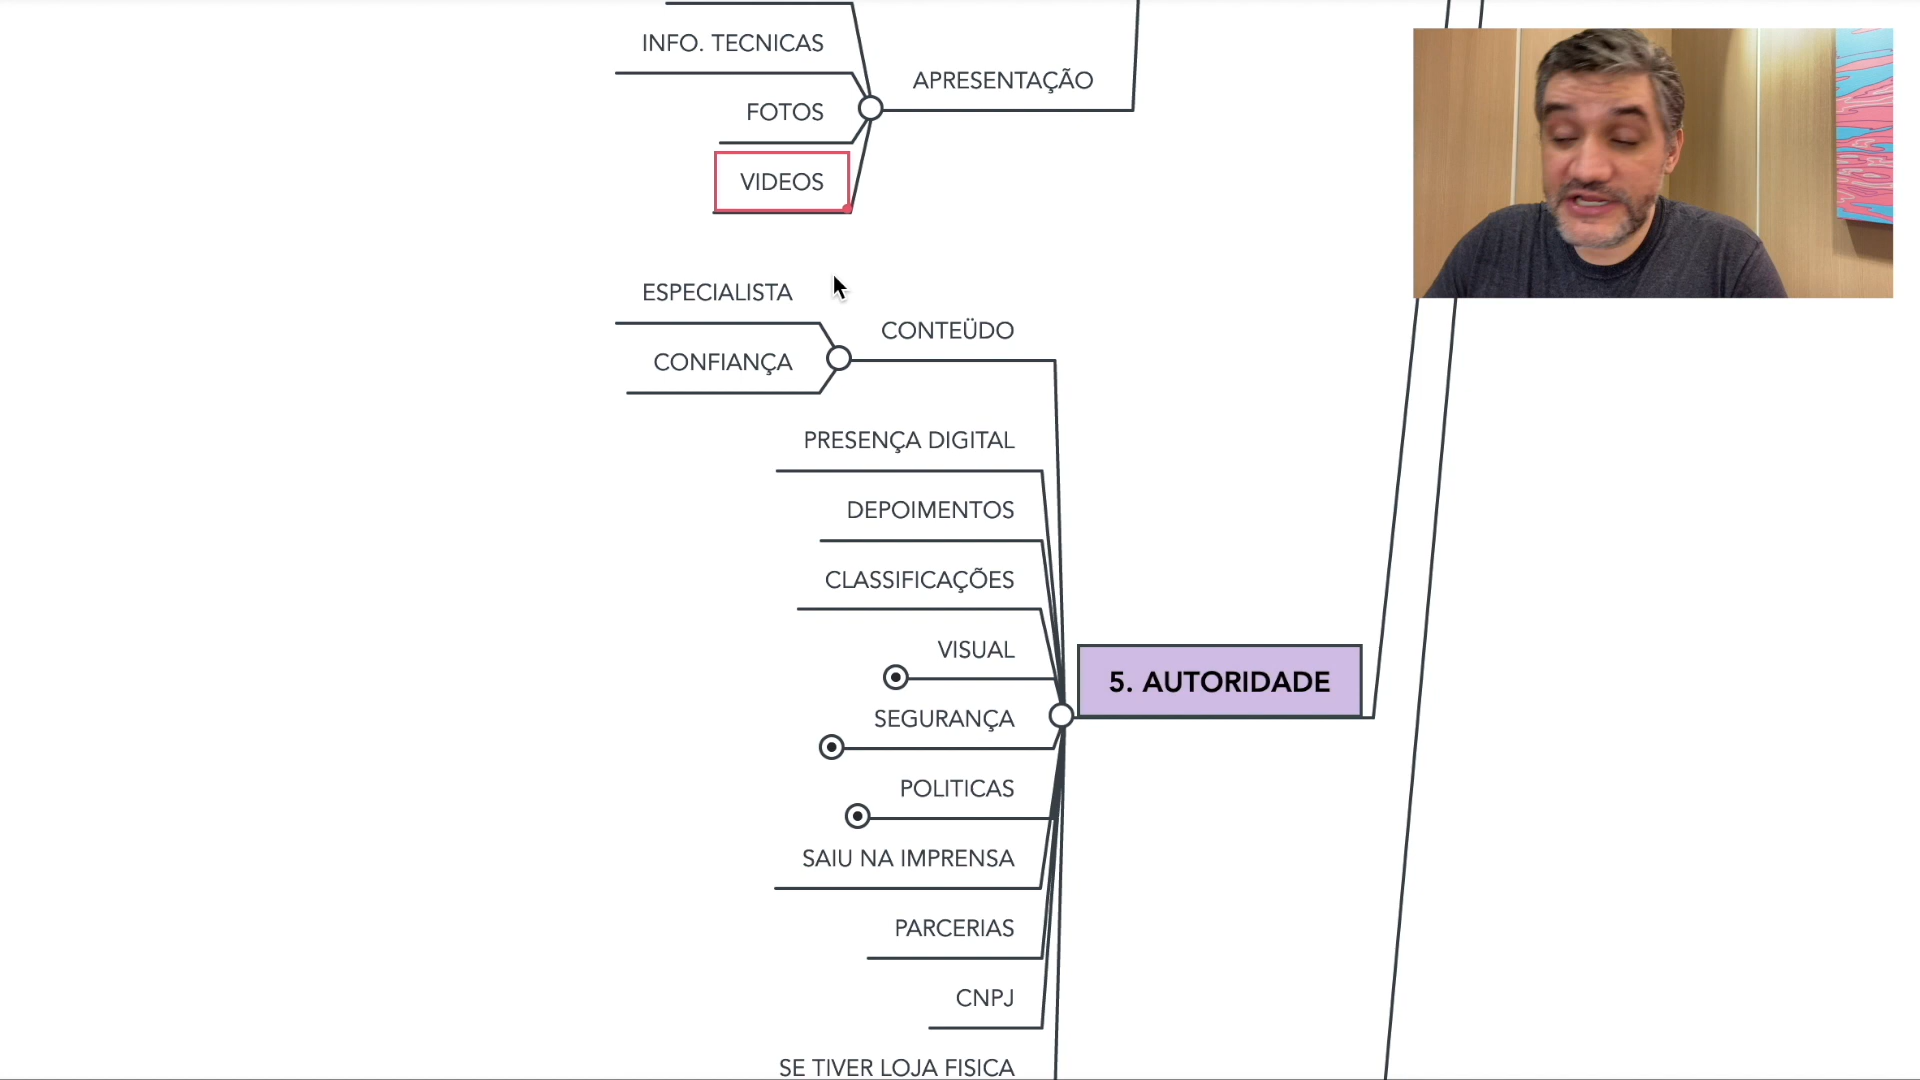 INFO. TECNICAS
APRESENTAÇÃO
FOTOS
VIDEOS
ESPECIALISTA
CONTEÜDO
CONFIANÇA
PRESENÇA DIGITAL
DEPOIMENTOS
CLASSIFICAÇÕES
VISUAL
5. AUTORIDADE
SEGURANÇA
POLITICAS
SAIU NA IMPRENSA
PARCERIAS
CNPJ
SE TIVER LOJA FISICA